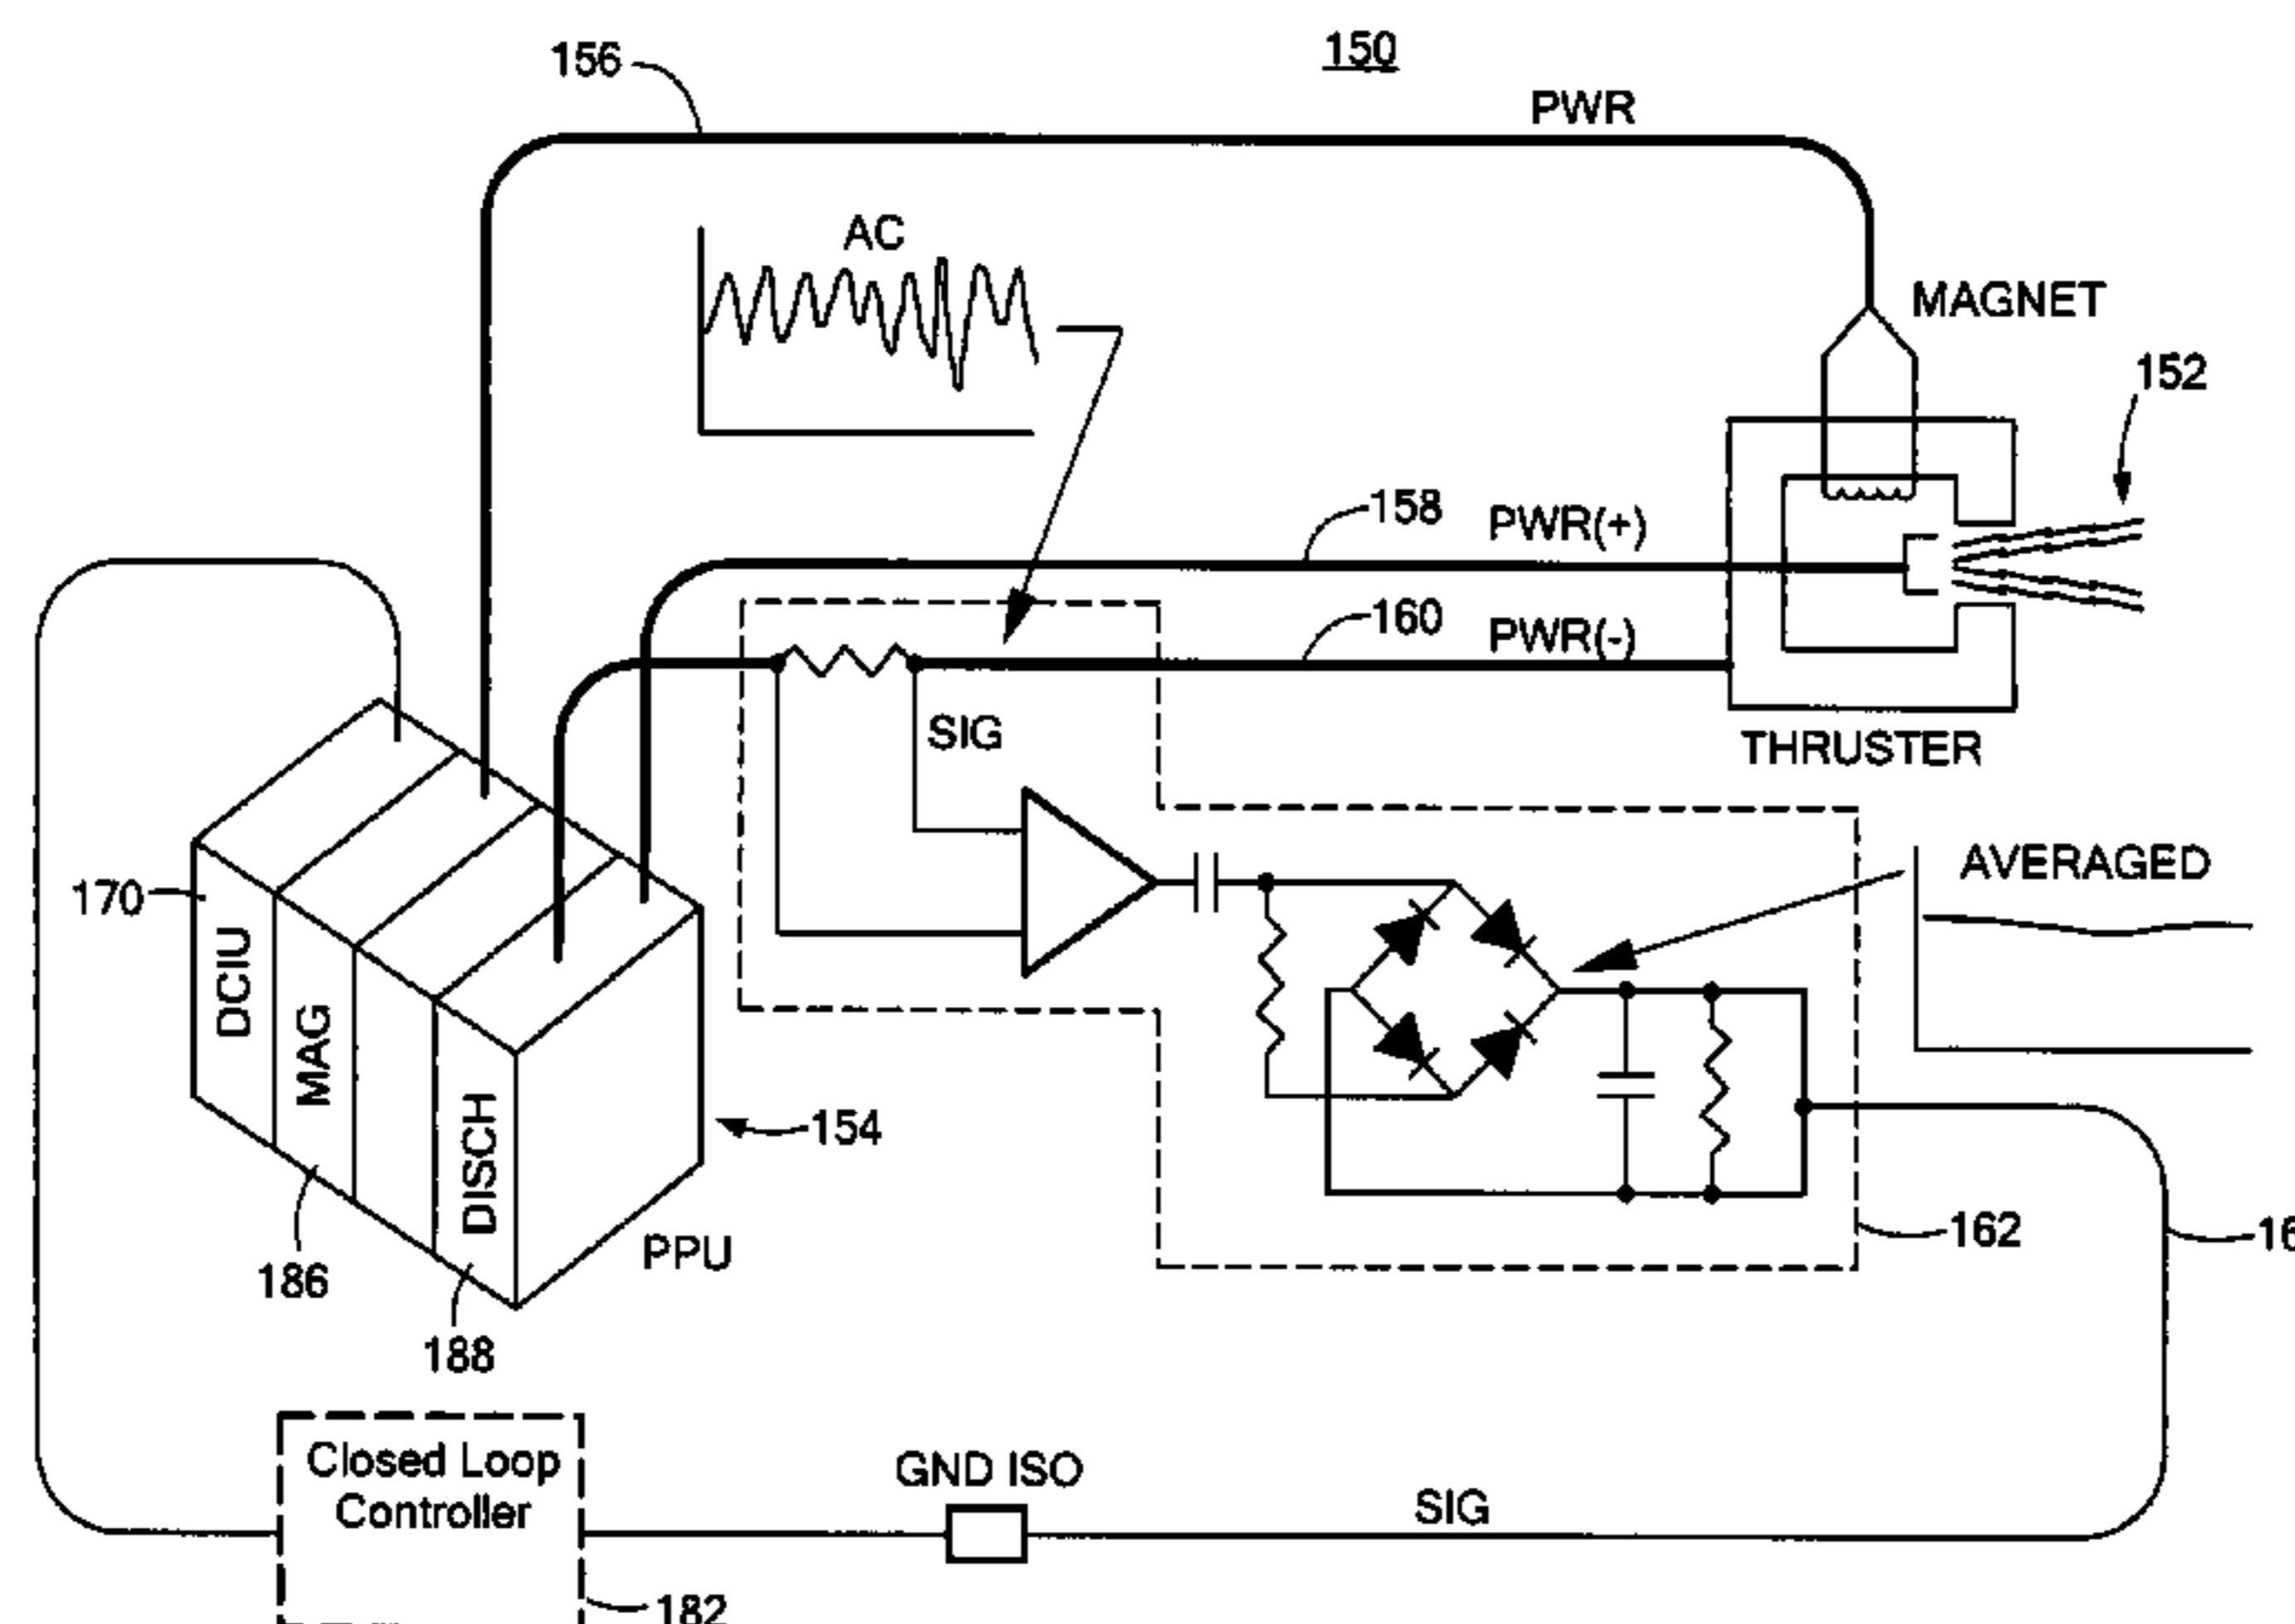 150
156
PWR
AC
MAGNET
152
158
PWR(+)
160
PWR(-)
SIG
THRUSTER
170
DCIU
MAG
DISCH
AVERAGED
154
PPU
162
186
188
Closed Loop
Controller
GND ISO
SIG
182